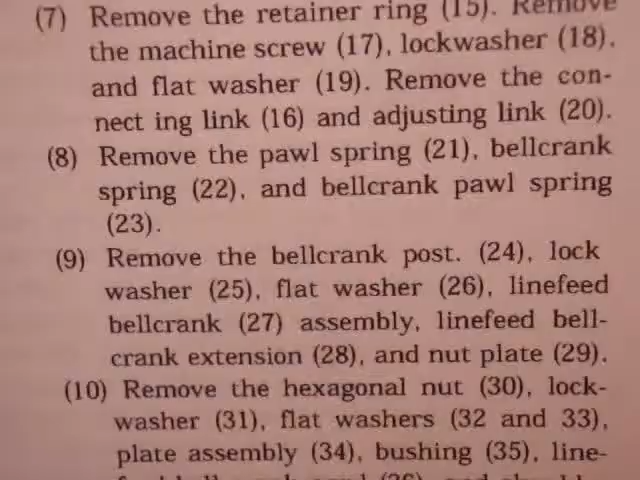 (7) Remove the retainer ring (15). Remove
the machine screw (17), lockwasher (18),
and flat washer (19). Remove the con-
nect ing link (16) and adjusting link (20).
(8) Remove the pawl spring (21), bellcrank
spring (22), and bellcrank pawl spring
(23).
(9) Remove the bellcrank post. (24), lock
washer (25), flat washer (26), linefeed
bellcrank (27) assembly, linefeed bell-
crank extension (28), and nut plate (29).
(10) Remove the hexagonal nut (30), lock-
washer (31), flat washers (32 and 33),
plate assembly (34), bushing (35), line-